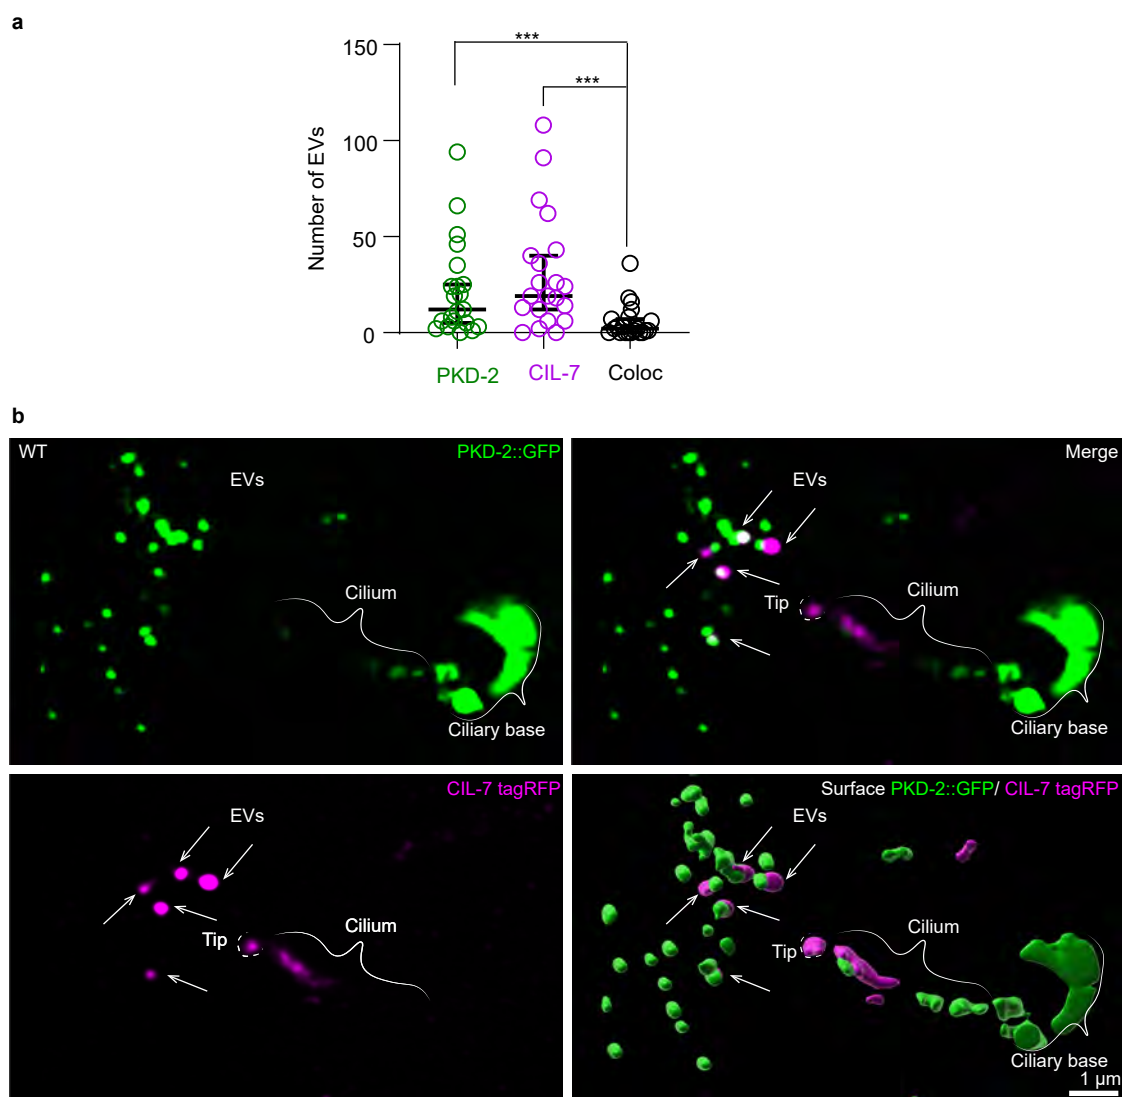 a
***
***
150
100
50
0
Number of EVs
PKD-2
CIL-7
Coloc
b
WT
PKD-2::GFP
EVs
Cilium
Ciliary base
Merge
EVs
Tip
Cilium
Ciliary base
CIL-7 tagRFP
EVs
Tip
Cilium
Surface PKD-2::GFP/ CIL-7 tagRFP
EVs
Tip
Cilium
Ciliary base
1 µm